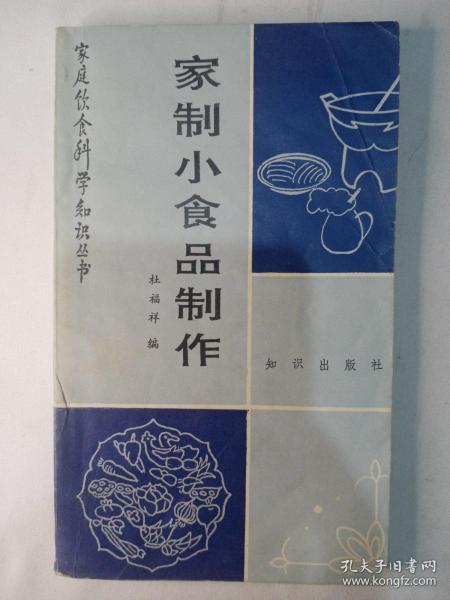 家庭饮食科学知识丛书
家制小食品制作
杜福祥 编
知识出版社
孔夫子旧书网
www.kongfz.com